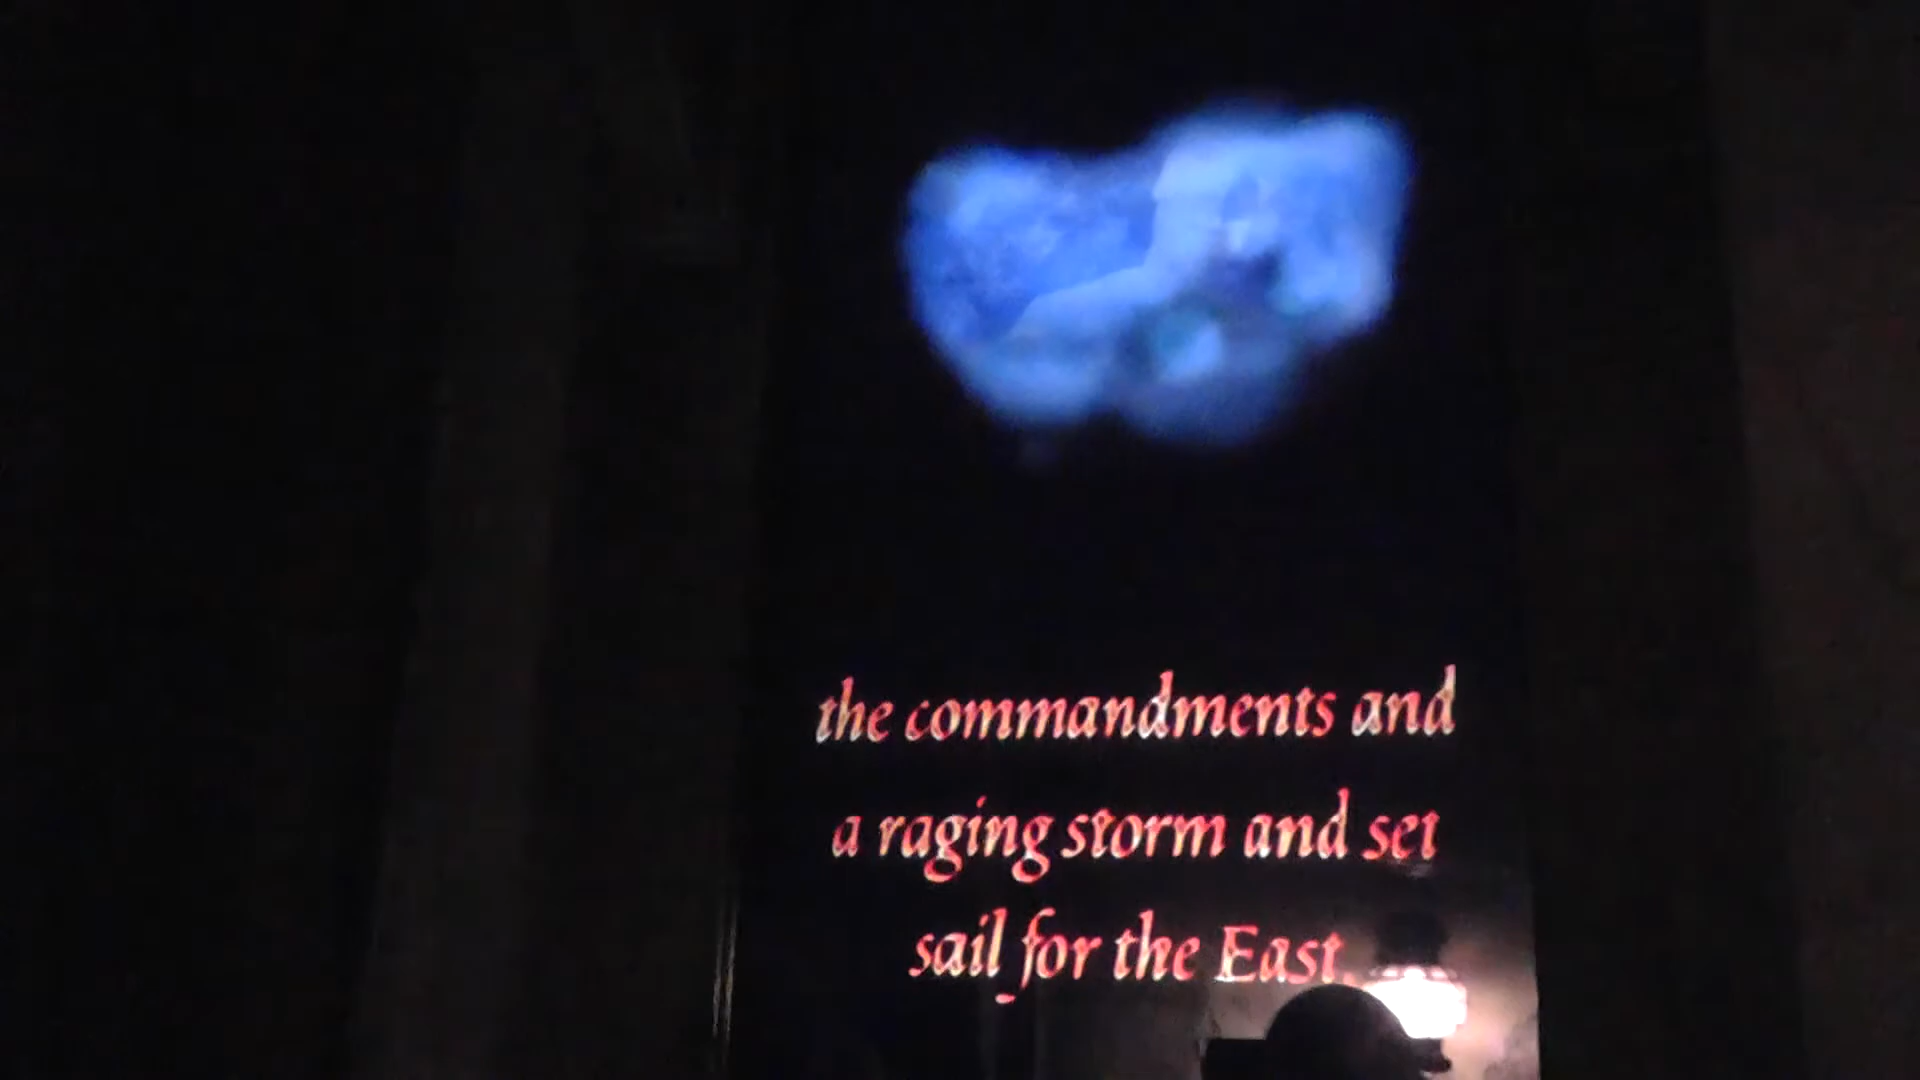 the commandments and
a raging storm and set
sail for the East.